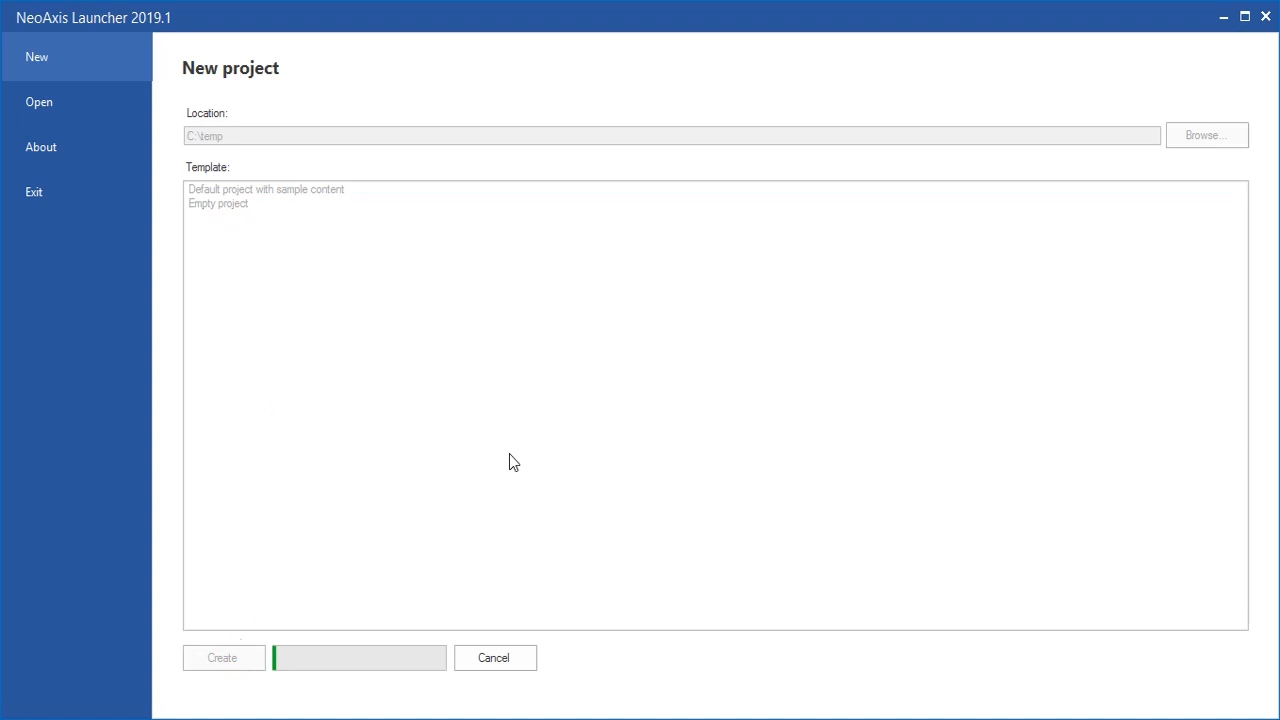 NeoAxis Launcher 2019.1
New
Open
About
Exit
New project
Location:
C:\temp
Browse...
Template:
Default project with sample content
Empty project
Create
Cancel